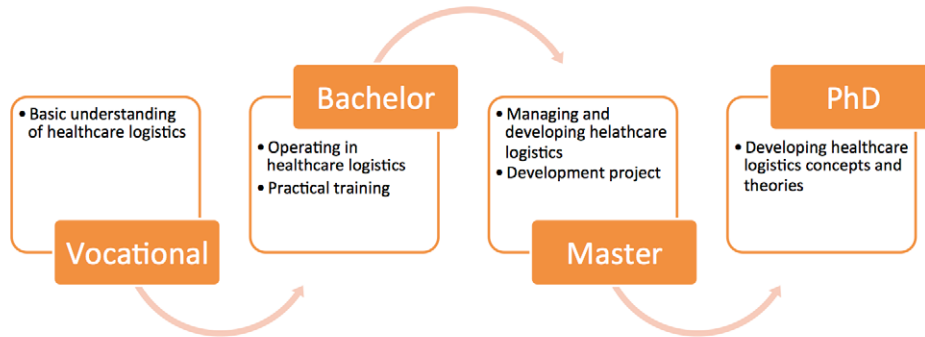 • Basic understanding
of healthcare logistics
Vocational
Bachelor
• Operating in
healthcare logistics
• Practical training
• Managing and
developing helathcare
logistics
• Development project
Master
PhD
• Developing healthcare
logistics concepts and
theories